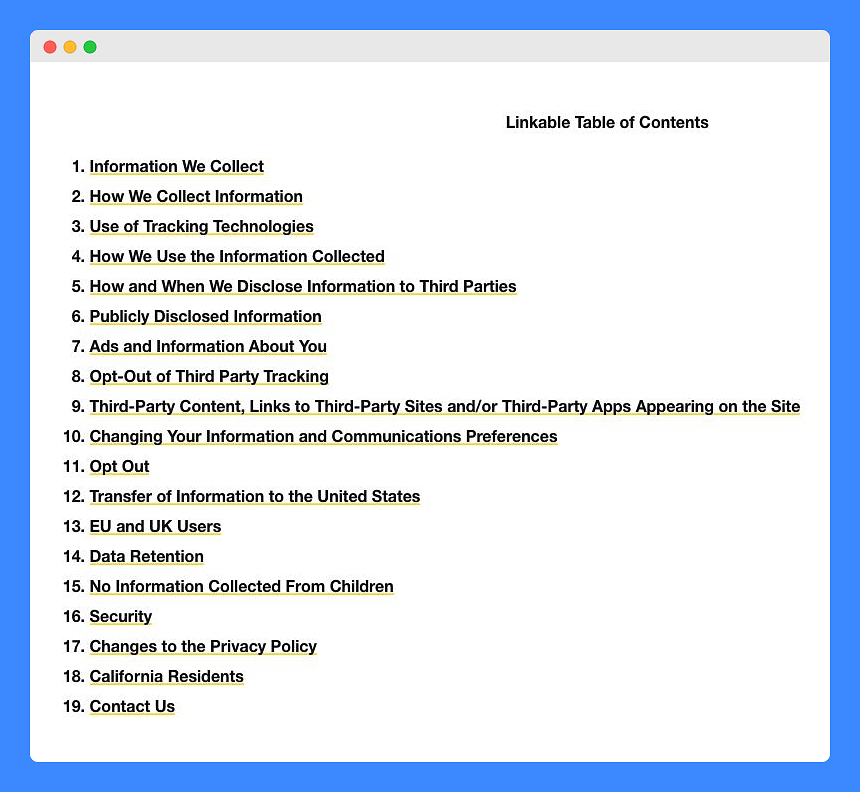 Linkable Table of Contents
1. Information We Collect
2. How We Collect Information
3. Use of Tracking Technologies
4. How We Use the Information Collected
5. How and When We Disclose Information to Third Parties
6. Publicly Disclosed Information
7. Ads and Information About You
8. Opt-Out of Third Party Tracking
9. Third-Party Content, Links to Third-Party Sites and/or Third-Party Apps Appearing on the Site
10. Changing Your Information and Communications Preferences
11. Opt Out
12. Transfer of Information to the United States
13. EU and UK Users
14. Data Retention
15. No Information Collected From Children
16. Security
17. Changes to the Privacy Policy
18. California Residents
19. Contact Us